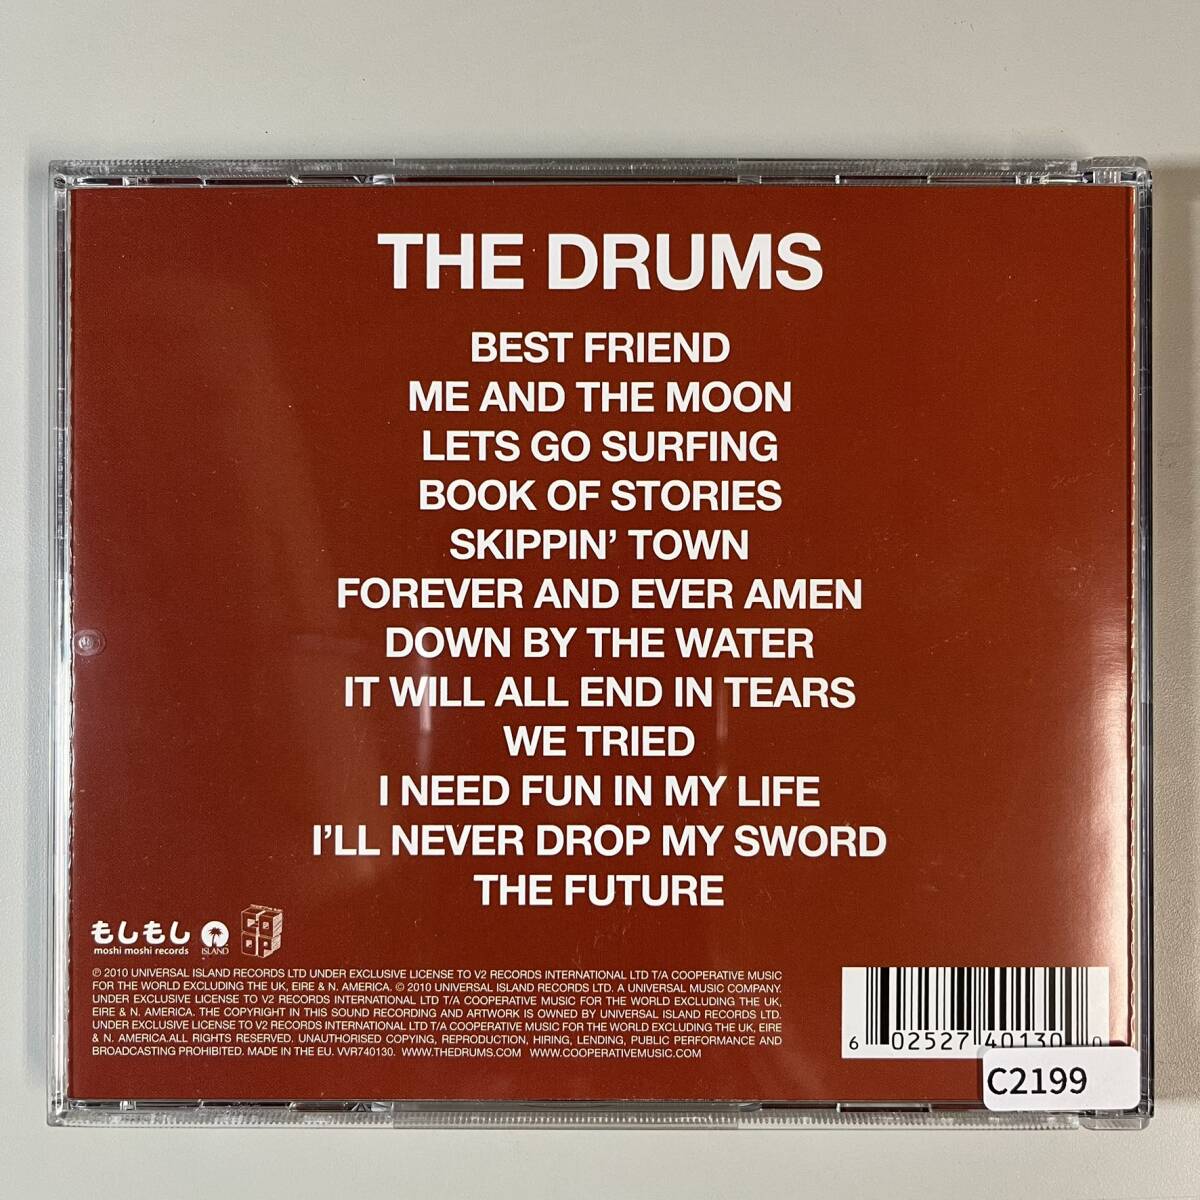 THE DRUMS
BEST FRIEND
ME AND THE MOON
LETS GO SURFING
BOOK OF STORIES
SKIPPIN’ TOWN
FOREVER AND EVER AMEN
DOWN BY THE WATER
IT WILL ALL END IN TEARS
WE TRIED
I NEED FUN IN MY LIFE
I’LL NEVER DROP MY SWORD
THE FUTURE
もしもし
moshi moshi records
ISLAND
℗ 2010 UNIVERSAL ISLAND RECORDS LTD UNDER EXCLUSIVE LICENSE TO V2 RECORDS INTERNATIONAL LTD T/A COOPERATIVE MUSIC
FOR THE WORLD EXCLUDING THE UK, EIRE & N. AMERICA. © 2010 UNIVERSAL ISLAND RECORDS LTD. A UNIVERSAL MUSIC COMPANY.
UNDER EXCLUSIVE LICENSE TO V2 RECORDS INTERNATIONAL LTD T/A COOPERATIVE MUSIC FOR THE WORLD EXCLUDING THE UK,
EIRE & N. AMERICA. THE COPYRIGHT IN THIS SOUND RECORDING AND ARTWORK IS OWNED BY UNIVERSAL ISLAND RECORDS LTD.
UNDER EXCLUSIVE LICENSE TO V2 RECORDS INTERNATIONAL LTD T/A COOPERATIVE MUSIC FOR THE WORLD EXCLUDING THE UK, EIRE
& N. AMERICA.ALL RIGHTS RESERVED. UNAUTHORISED COPYING, REPRODUCTION, HIRING, LENDING, PUBLIC PERFORMANCE AND
BROADCASTING PROHIBITED. MADE IN THE EU. VVR740130. WWW.THEDRUMS.COM WWW.COOPERATIVEMUSIC.COM
6 02527 40130 0
C2199